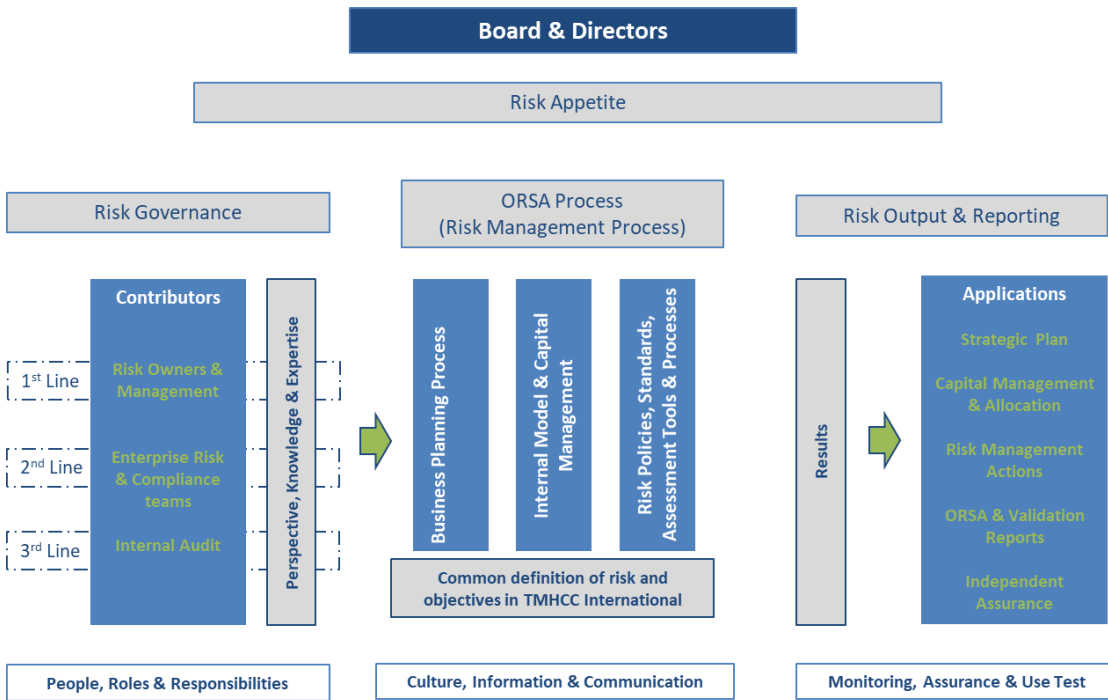 Board & Directors
Risk Appetite
Risk Governance
ORSA Process
(Risk Management Process)
Risk Output & Reporting
Contributors
1st Line
Risk Owners &
Management
2nd Line
Enterprise Risk
& Compliance
teams
3rd Line
Internal Audit
Perspective, Knowledge & Expertise
Business Planning Process
Internal Model & Capital
Management
Risk Policies, Standards,
Assessment Tools & Processes
Common definition of risk and
objectives in TMHCC International
Results
Applications
Strategic Plan
Capital Management
& Allocation
Risk Management
Actions
ORSA & Validation
Reports
Independent
Assurance
People, Roles & Responsibilities
Culture, Information & Communication
Monitoring, Assurance & Use Test